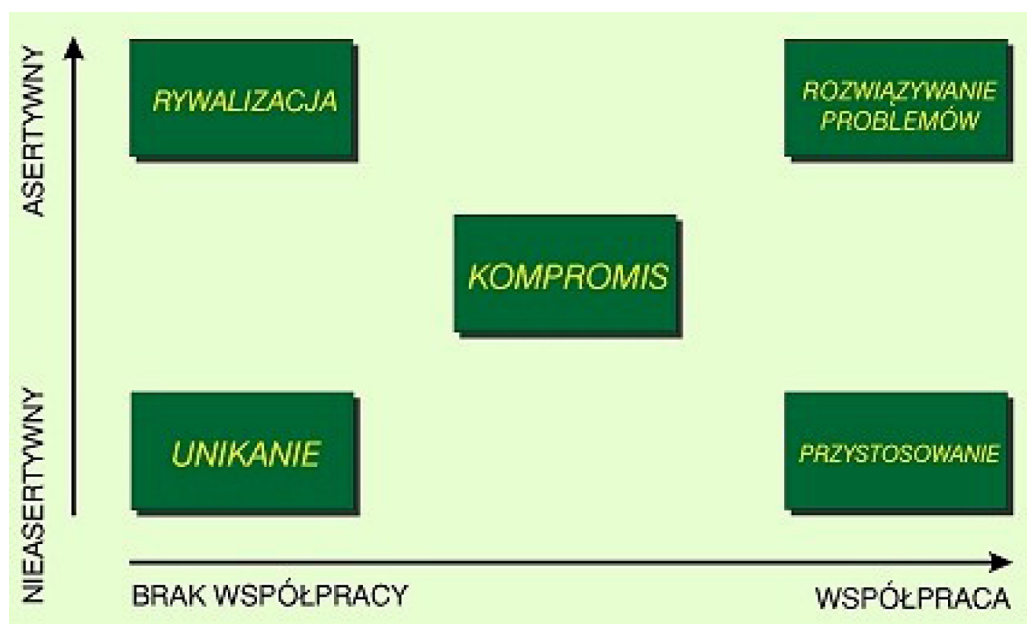 ASERTYWNY
RYWALIZACJA
ROZWIĄZYWANIE
PROBLEMÓW
KOMPROMIS
NIEASERTYWNY
UNIKANIE
PRZYSTOSOWANIE
BRAK WSPÓŁPRACY
WSPÓŁPRACA